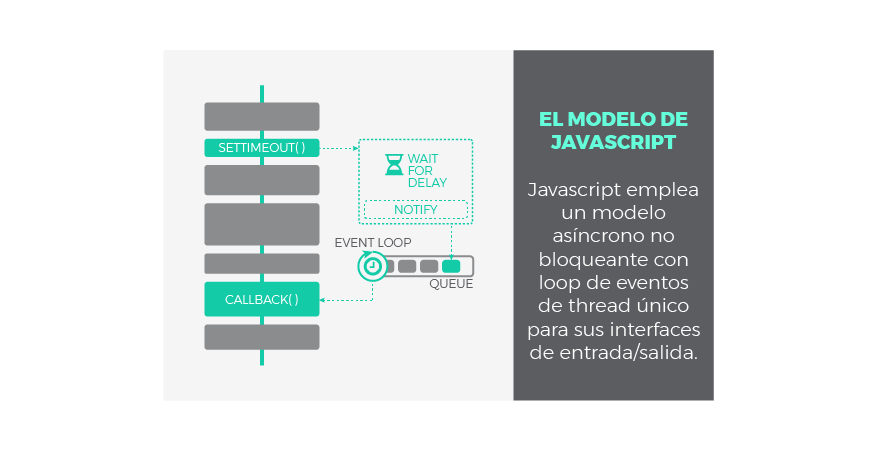 SETTIMEOUT( )
WAIT
FOR
DELAY
NOTIFY
EVENT LOOP
QUEUE
CALLBACK( )
EL MODELO DE
JAVASCRIPT
Javascript emplea
un modelo
asíncrono no
bloqueante con
loop de eventos
de thread único
para sus interfaces
de entrada/salida.